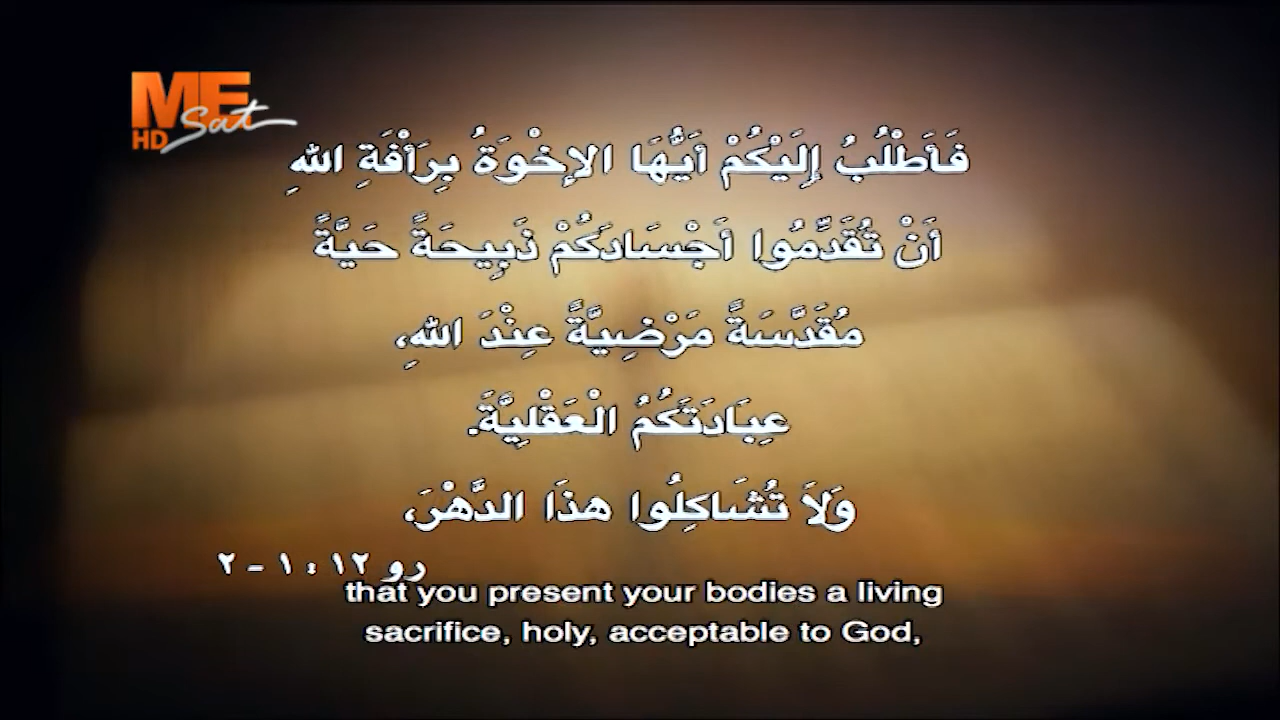 ME
Sat
HD
فَأَطْلُبُ إِلَيْكُمْ أَيُّهَا الإِخْوَةُ بِرَأْفَةِ اللهِ
أَنْ تُقَدِّمُوا أَجْسَادَكُمْ ذَبِيحَةً حَيَّةً
مُقَدَّسَةً مَرْضِيَّةً عِنْدَ اللهِ،
عِبَادَتَكُمُ الْعَقْلِيَّةَ.
وَلاَ تُشَاكِلُوا هذَا الدَّهْرَ،
رو ١٢ : ١ - ٢
that you present your bodies a living
sacrifice, holy, acceptable to God,